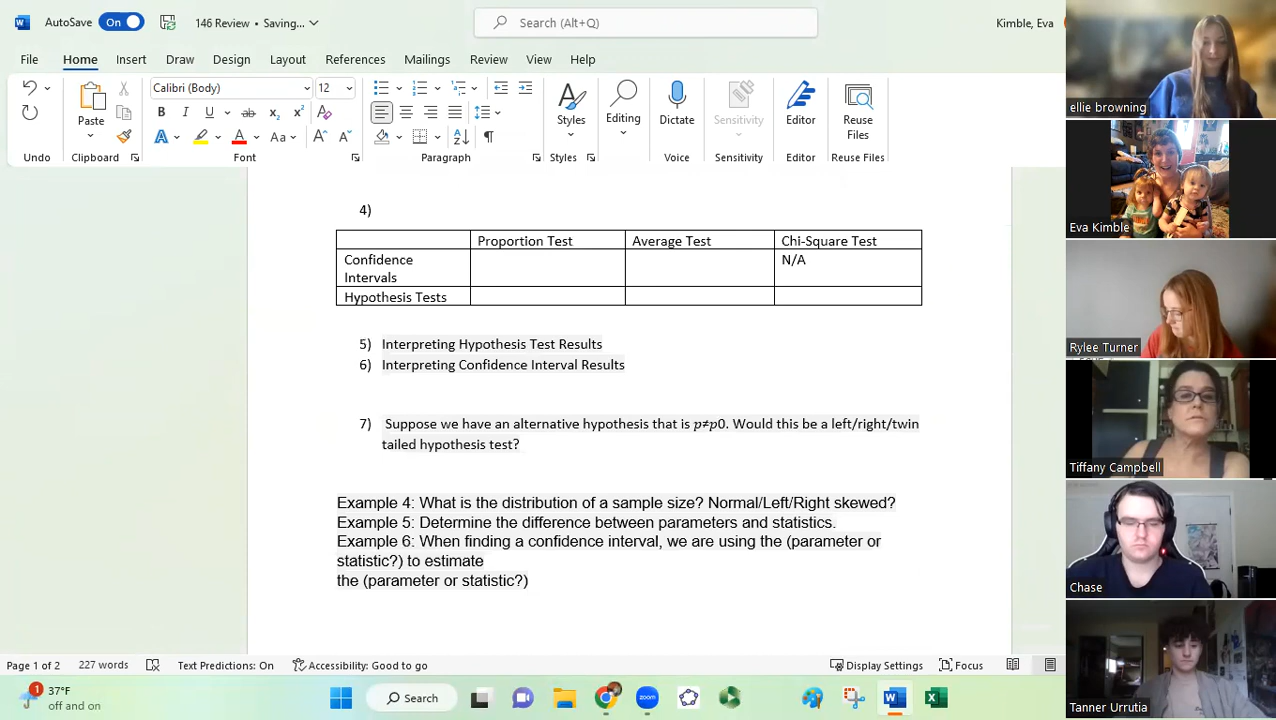 AutoSave On 146 Review • Saving... Search (Alt+Q) Kimble, Eva
File Home Insert Draw Design Layout References Mailings Review View Help
Calibri (Body) 12
Paste Styles Editing Dictate Sensitivity Editor Reuse Files
B I U ab x₂ x²
A A Aa A A
Undo Clipboard Font Paragraph Styles Voice Sensitivity Editor Reuse Files
4)
Proportion Test Average Test Chi-Square Test
Confidence Intervals N/A
Hypothesis Tests
5) Interpreting Hypothesis Test Results
6) Interpreting Confidence Interval Results
7) Suppose we have an alternative hypothesis that is p≠p0. Would this be a left/right/twin
tailed hypothesis test?
Example 4: What is the distribution of a sample size? Normal/Left/Right skewed?
Example 5: Determine the difference between parameters and statistics.
Example 6: When finding a confidence interval, we are using the (parameter or
statistic?) to estimate
the (parameter or statistic?)
Page 1 of 2 227 words Text Predictions: On Accessibility: Good to go Display Settings Focus
1 37°F
off and on
Search
zoom
ellie browning
Eva Kimble
Rylee Turner
Tiffany Campbell
Chase
Tanner Urrutia